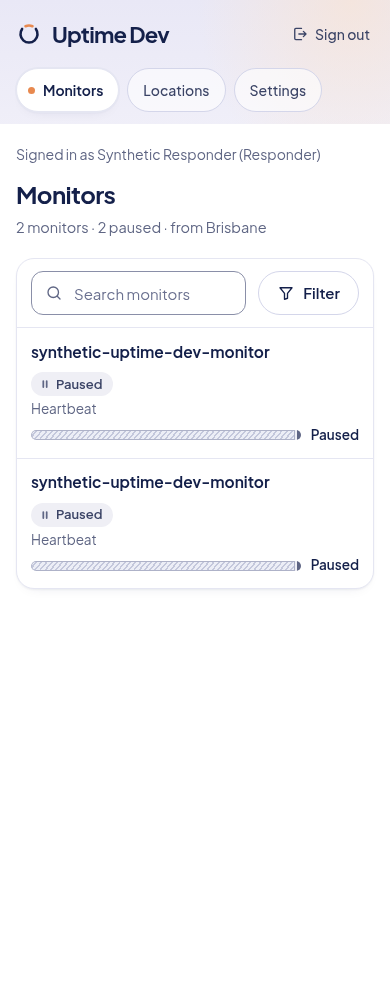 Uptime Dev
Sign out
Monitors
Locations
Settings
Signed in as Synthetic Responder (Responder)
Monitors
2 monitors · 2 paused · from Brisbane
Search monitors
Filter
synthetic-uptime-dev-monitor
Paused
Heartbeat
Paused
synthetic-uptime-dev-monitor
Paused
Heartbeat
Paused